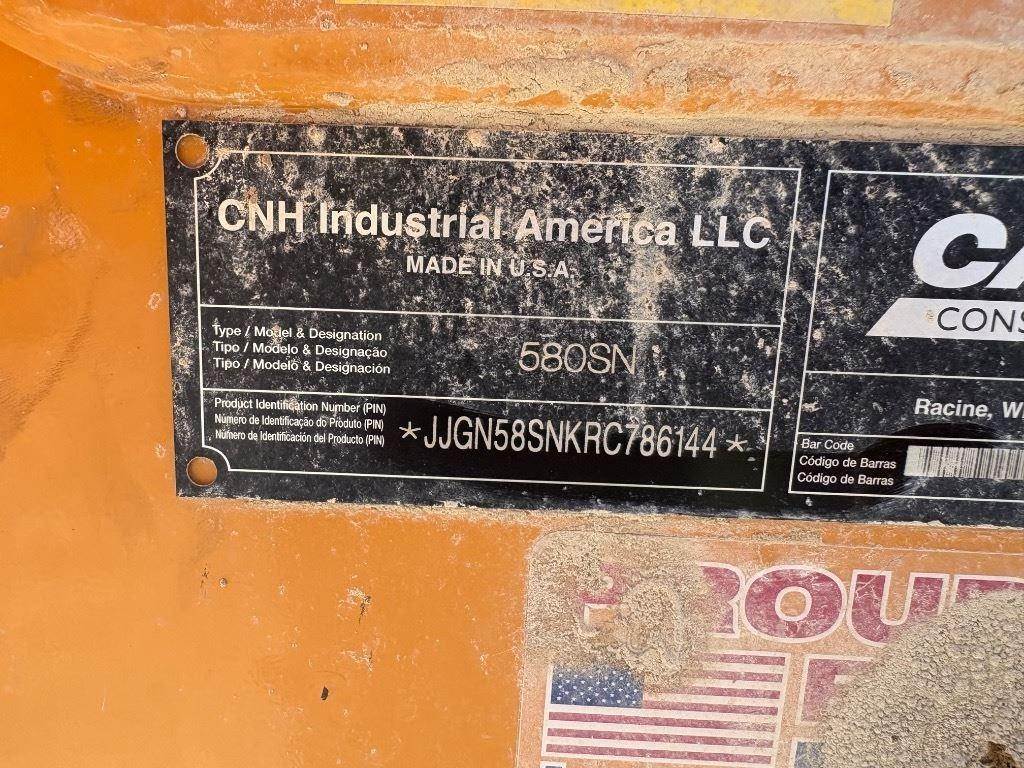 CNH Industrial America LLC
MADE IN U.S.A.
Type / Model & Designation
Tipo / Modelo & Designação
Tipo / Modelo & Designación
580SN
Product Identification Number (PIN)
Número de Identificação do Produto (PIN)
Número de Identificación del Producto (PIN)
*JJGN58SNKRC786144*
CA
CONS
Racine, W
Bar Code
Código de Barras
Código de Barras
ROU